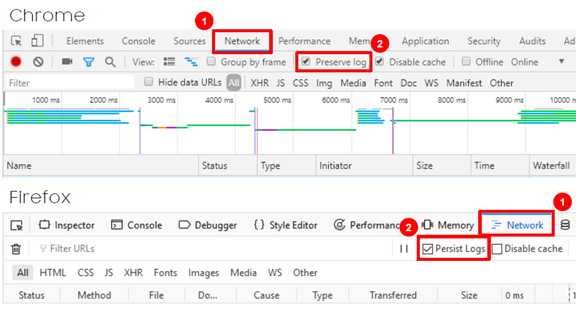 Chrome
1
Elements Console Sources Network Performance Mem Application Security Audits Ad
2
View: Group by frame Preserve log Disable cache Offline Online
Filter Hide data URLs All XHR JS CSS Img Media Font Doc WS Manifest Other
1000 ms 2000 ms 3000 ms 4000 ms 5000 ms 6000 ms 7000 ms 8000 ms 9000 ms 10000 ms
Name Status Type Initiator Size Time Waterfall
Firefox
1
Inspector Console Debugger {} Style Editor Performanc Memory Network
2
Filter URLs Persist Logs Disable cache
All HTML CSS JS XHR Fonts Images Media WS Other
Status Method File Do... Cause Type Transferred Size 0 ms 1